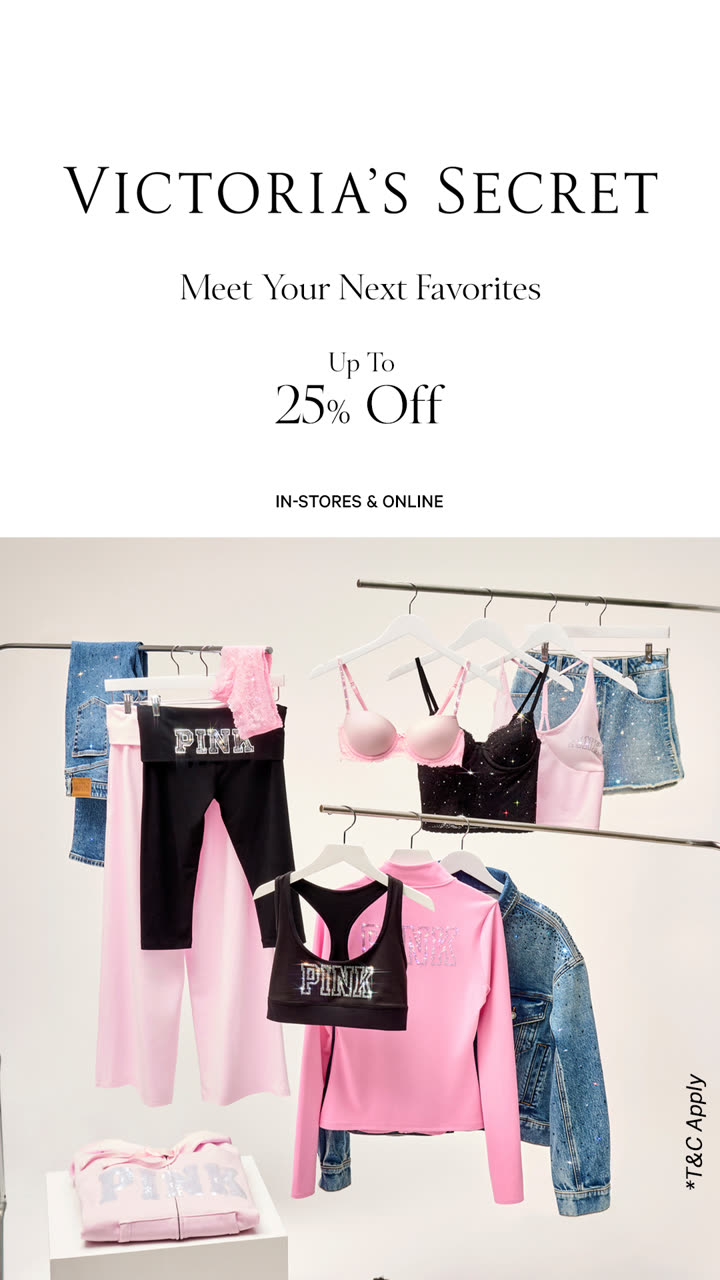 VICTORIA'S SECRET
Meet Your Next Favorites
Up To
25% Off
IN-STORES & ONLINE
PINK
PINK
PINK
PINK
*T&C Apply